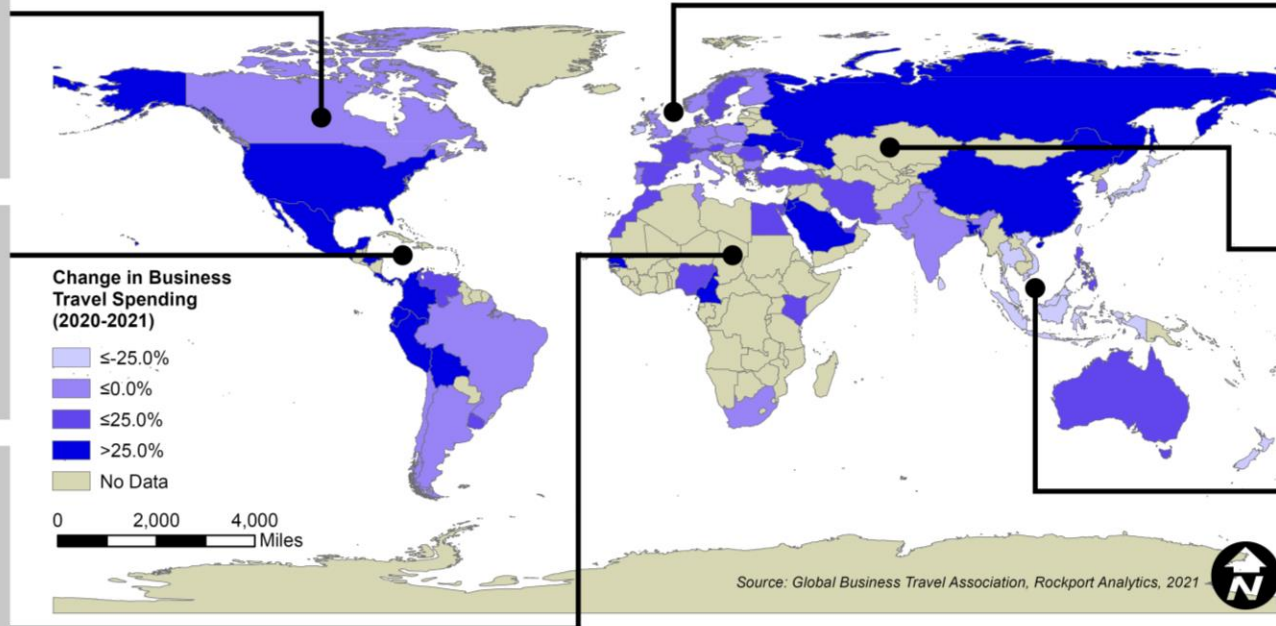 Change in Business
Travel Spending
(2020-2021)
≤-25.0%
≤0.0%
≤25.0%
>25.0%
No Data
0 2,000 4,000
Miles
Source: Global Business Travel Association, Rockport Analytics, 2021
N